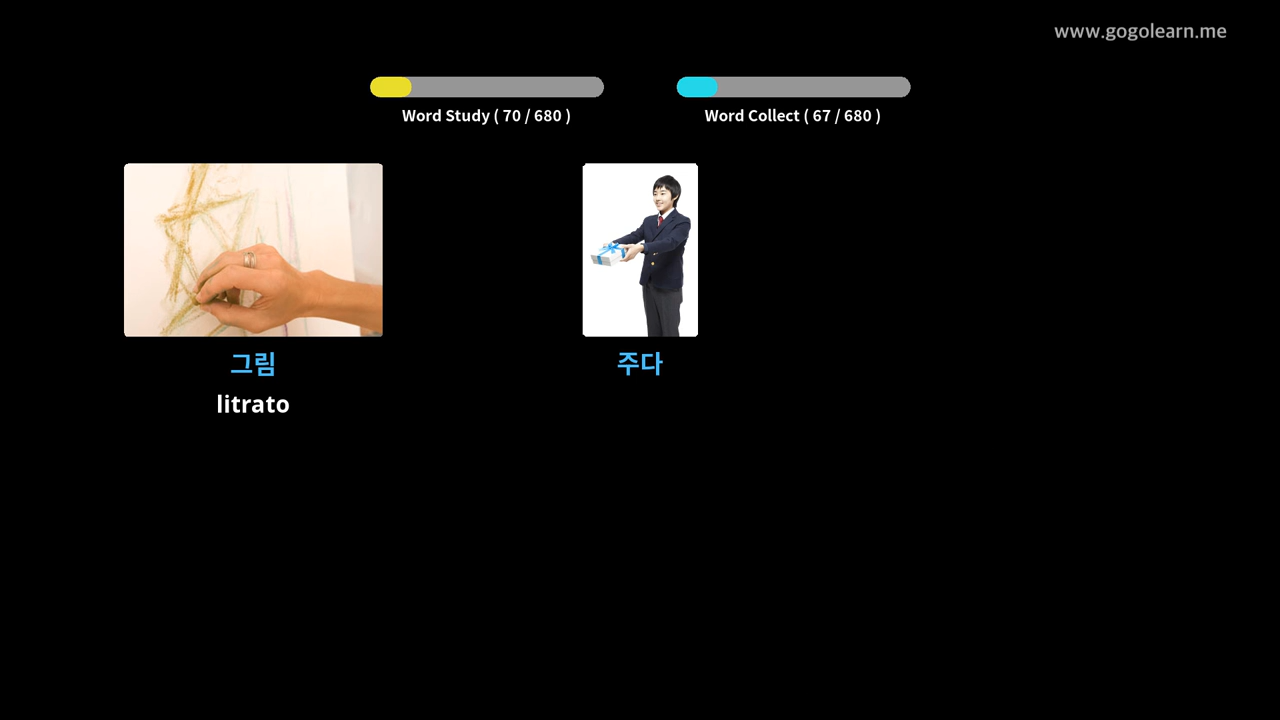 www.gogolearn.me
Word Study ( 70 / 680 )
Word Collect ( 67 / 680 )
그림
주다
litrato